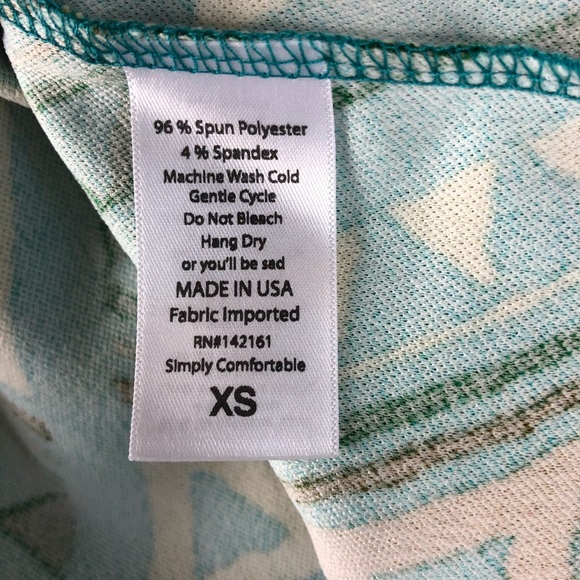 96 % Spun Polyester
4 % Spandex
Machine Wash Cold
Gentle Cycle
Do Not Bleach
Hang Dry
or you'll be sad
MADE IN USA
Fabric Imported
RN#142161
Simply Comfortable
XS